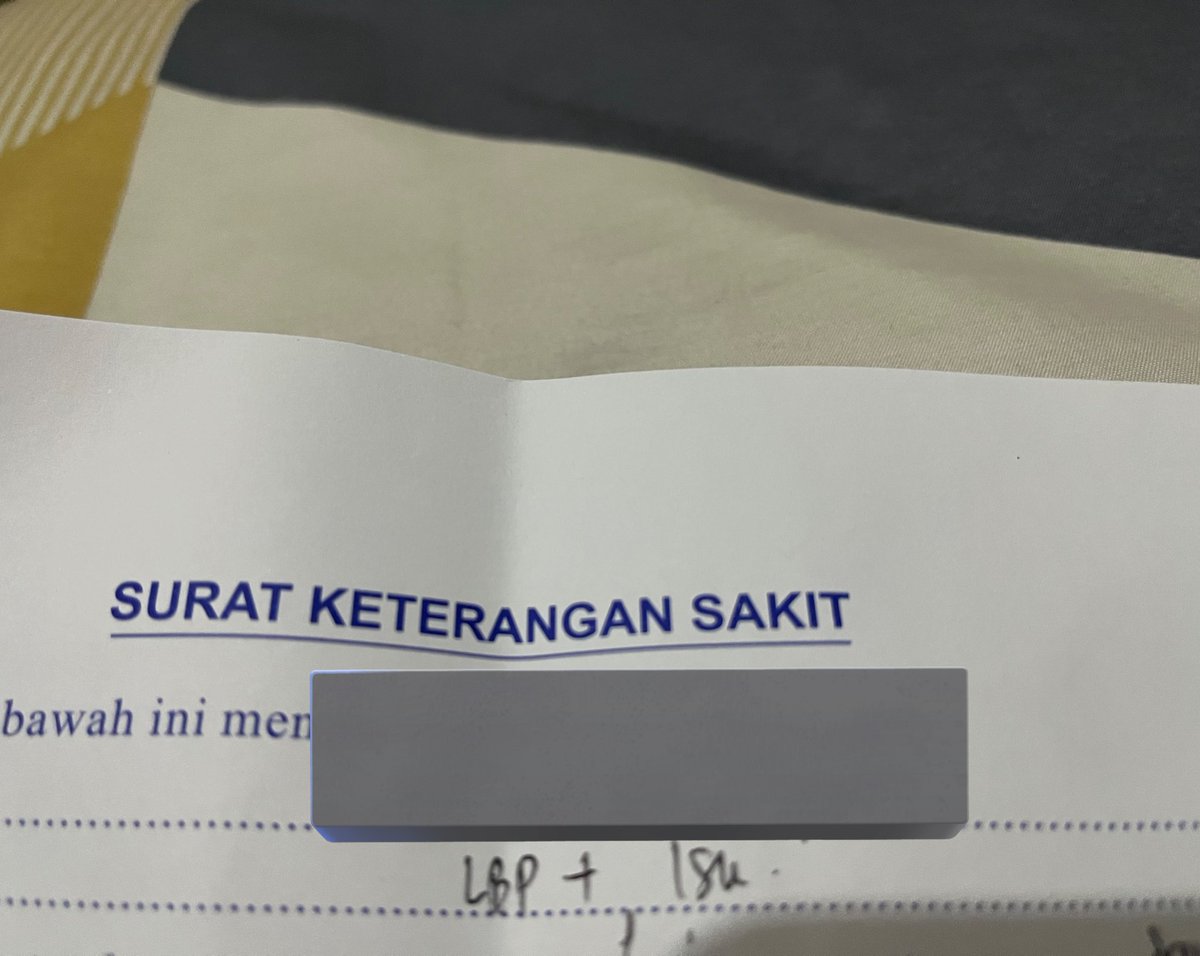 SURAT KETERANGAN SAKIT
bawah ini men
LBP + ISK